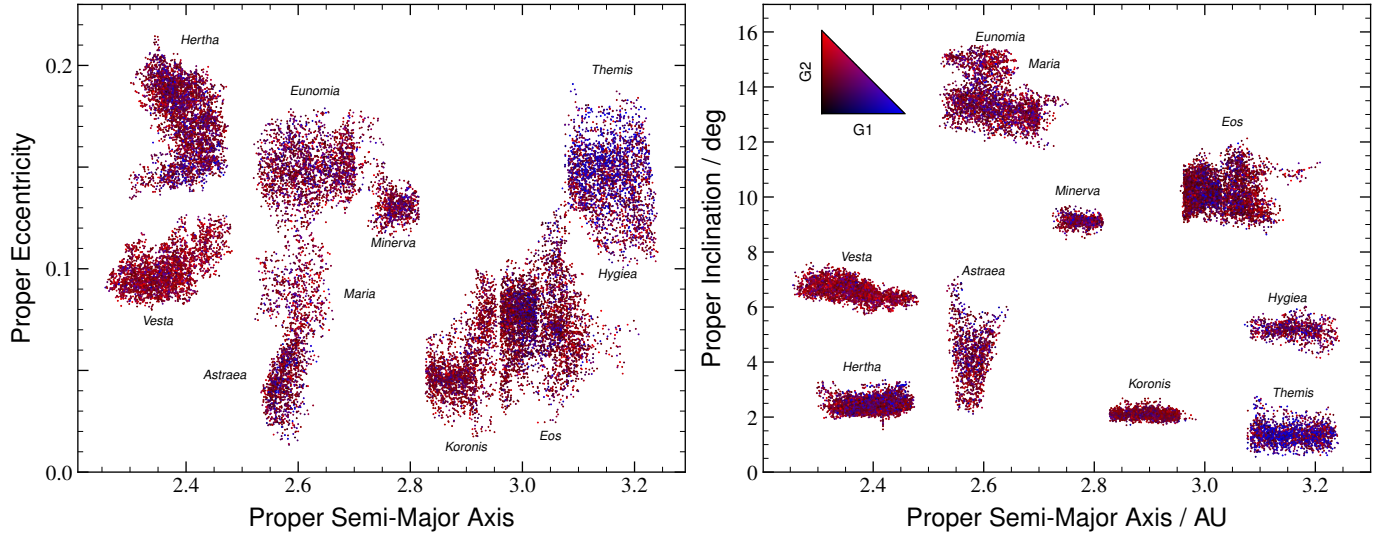 Hertha
Eunomia
Themis
Minerva
Hygiea
Maria
Vesta
Astraea
Koronis
Eos
0.2
0.1
0.0
2.4
2.6
2.8
3.0
3.2
Proper Eccentricity
Proper Semi-Major Axis
Eunomia
Maria
G2
G1
Eos
Minerva
Vesta
Astraea
Hygiea
Hertha
Koronis
Themis
16
14
12
10
8
6
4
2
0
2.4
2.6
2.8
3.0
3.2
Proper Inclination / deg
Proper Semi-Major Axis / AU